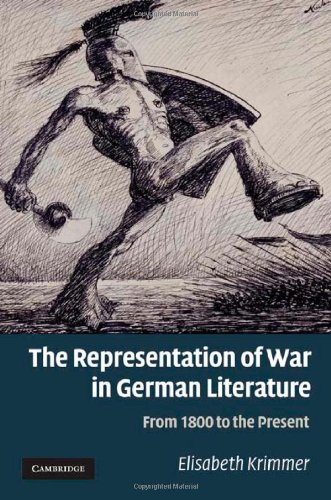 The Representation of War
in German Literature
From 1800 to the Present
CAMBRIDGE
Elisabeth Krimmer